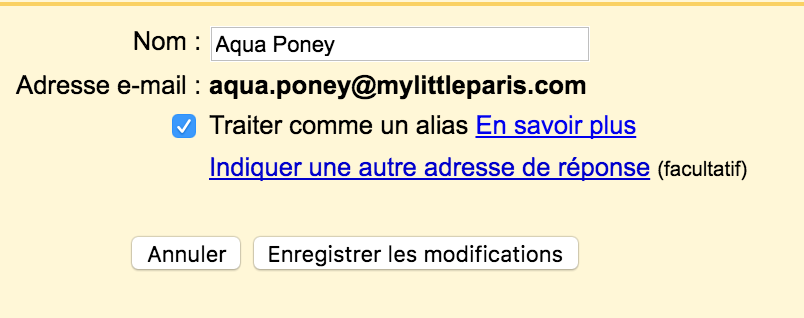 Nom : Aqua Poney
Adresse e-mail : aqua.poney@mylittleparis.com
Traiter comme un alias En savoir plus
Indiquer une autre adresse de réponse (facultatif)
Annuler Enregistrer les modifications